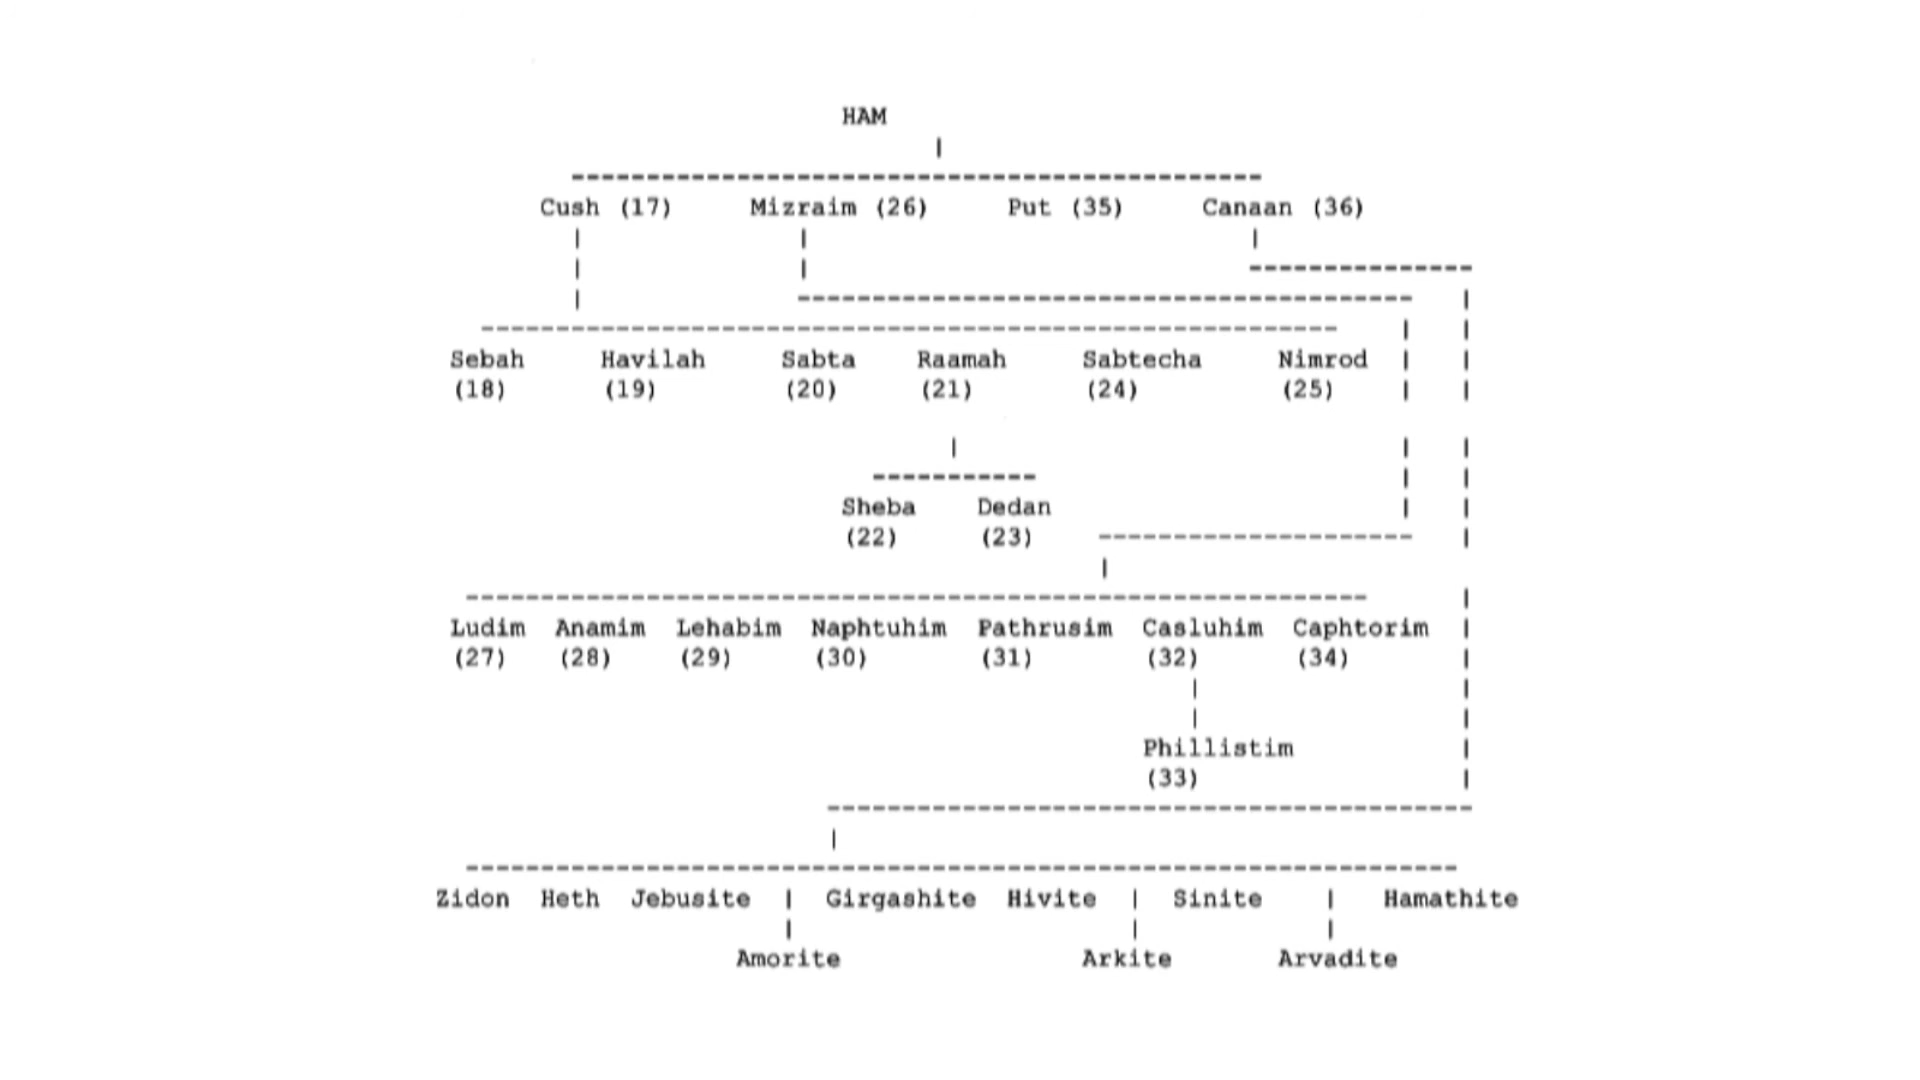 HAM
Cush (17) Mizraim (26) Put (35) Canaan (36)
Sebah Havilah Sabta Raamah Sabtecha Nimrod
(18) (19) (20) (21) (24) (25)
Sheba Dedan
(22) (23)
Ludim Anamim Lehabim Naphtuhim Pathrusim Casluhim Caphtorim
(27) (28) (29) (30) (31) (32) (34)
Phillistim
(33)
Zidon Heth Jebusite Girgashite Hivite Sinite Hamathite
Amorite Arkite Arvadite